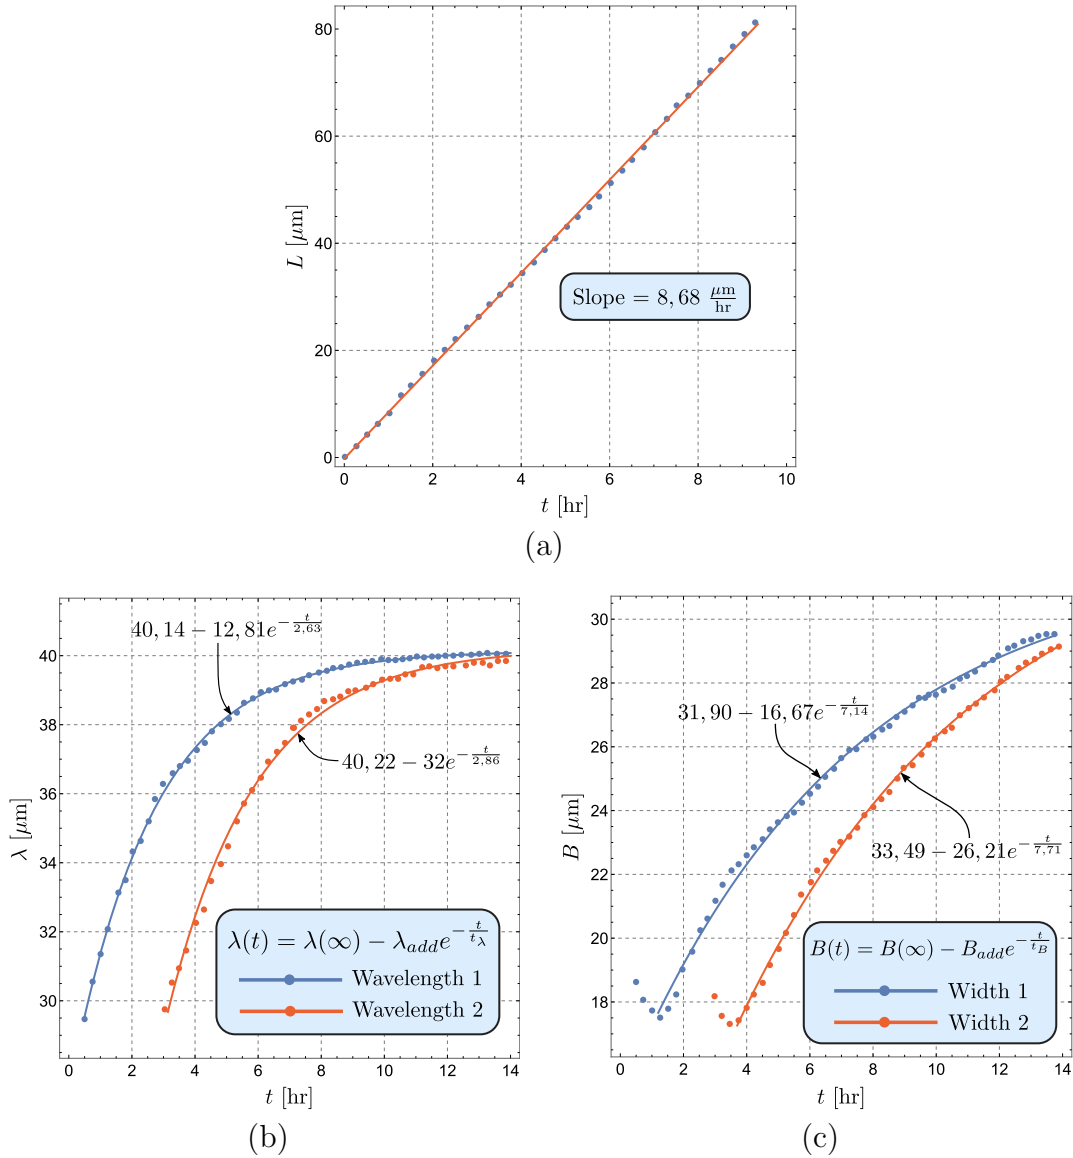 80
60
40
20
0
L [μm]
Slope = 8, 68 μm/hr
0 2 4 6 8 10
t [hr]
(a)
40
38
36
34
32
30
λ [μm]
40, 14 − 12, 81e^{−t/2,63}
40, 22 − 32e^{−t/2,86}
λ(t) = λ(∞) − λ_{add}e^{−t/t_λ}
Wavelength 1
Wavelength 2
0 2 4 6 8 10 12 14
t [hr]
(b)
30
28
26
24
22
20
18
B [μm]
31, 90 − 16, 67e^{−t/7,14}
33, 49 − 26, 21e^{−t/7,71}
B(t) = B(∞) − B_{add}e^{−t/t_B}
Width 1
Width 2
0 2 4 6 8 10 12 14
t [hr]
(c)